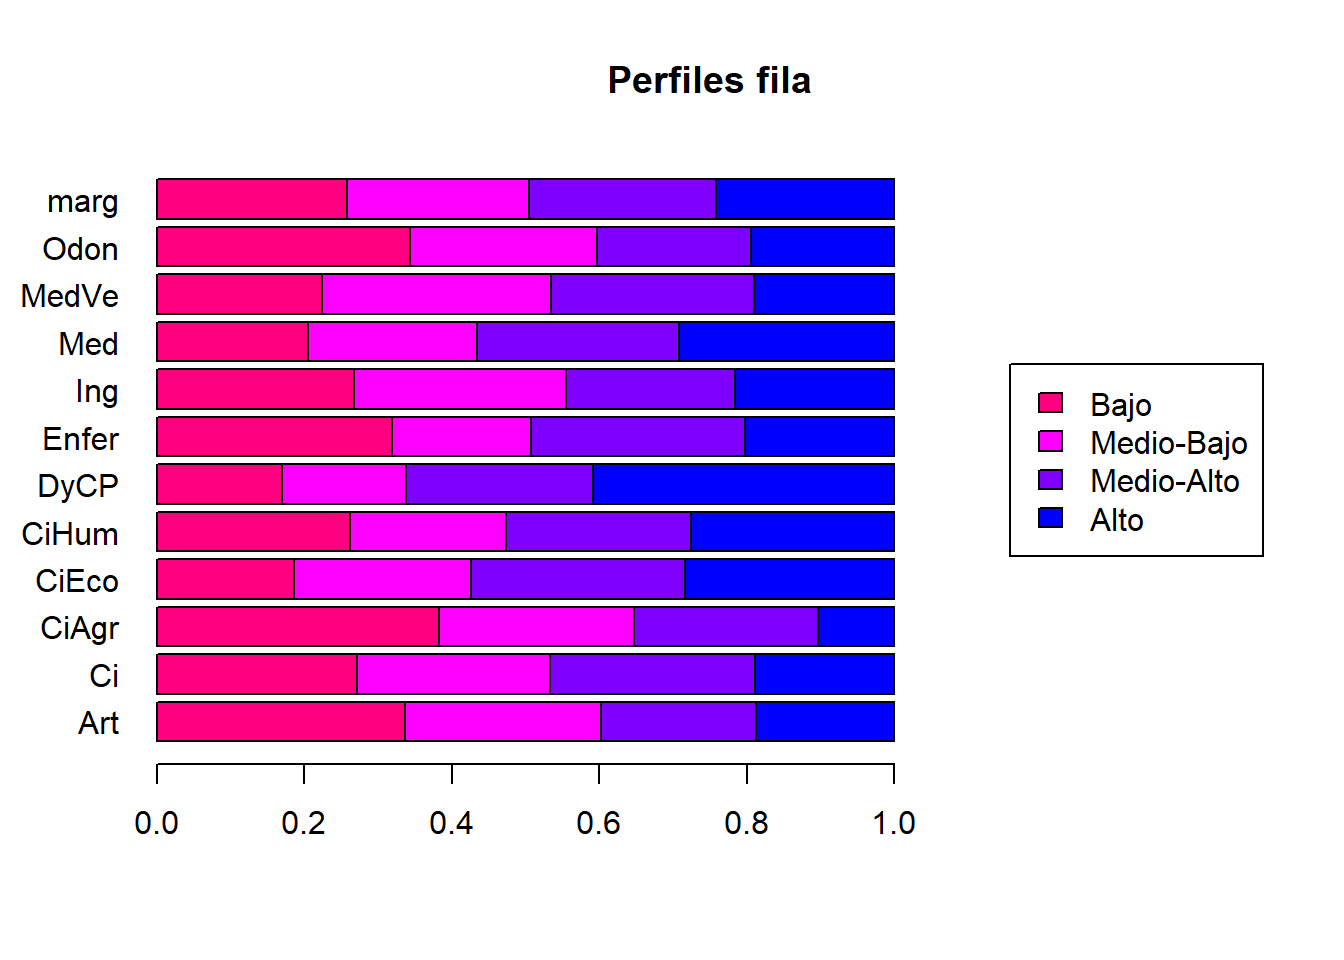 Perfiles fila
marg
Odon
MedVe
Med
Ing
Enfer
DyCP
CiHum
CiEco
CiAgr
Ci
Art
0.0 0.2 0.4 0.6 0.8 1.0
Bajo
Medio-Bajo
Medio-Alto
Alto